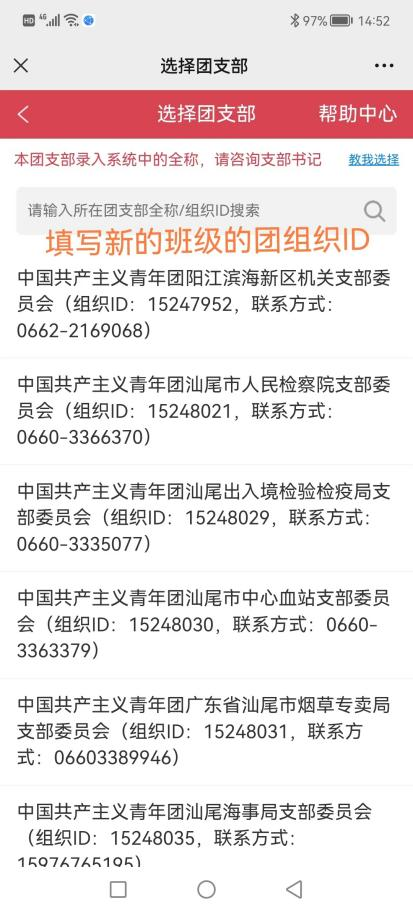 HD 4G 97% 14:52
选择团支部
选择团支部 帮助中心
本团支部录入系统中的全称，请咨询支部书记 教我选择
请输入所在团支部全称/组织ID搜索
填写新的班级的团组织ID
中国共产主义青年团阳江滨海新区机关支部委
员会（组织ID：15247952，联系方式：
0662-2169068）
中国共产主义青年团汕尾市人民检察院支部委
员会（组织ID：15248021，联系方式：
0660-3366370）
中国共产主义青年团汕尾出入境检验检疫局支
部委员会（组织ID：15248029，联系方式：
0660-3335077）
中国共产主义青年团汕尾市中心血站支部委员
会（组织ID：15248030，联系方式：0660-
3363379）
中国共产主义青年团广东省汕尾市烟草专卖局
支部委员会（组织ID：15248031，联系方
式：06603389946）
中国共产主义青年团汕尾海事局支部委员会
（组织ID：15248035，联系方式：
15976765195）